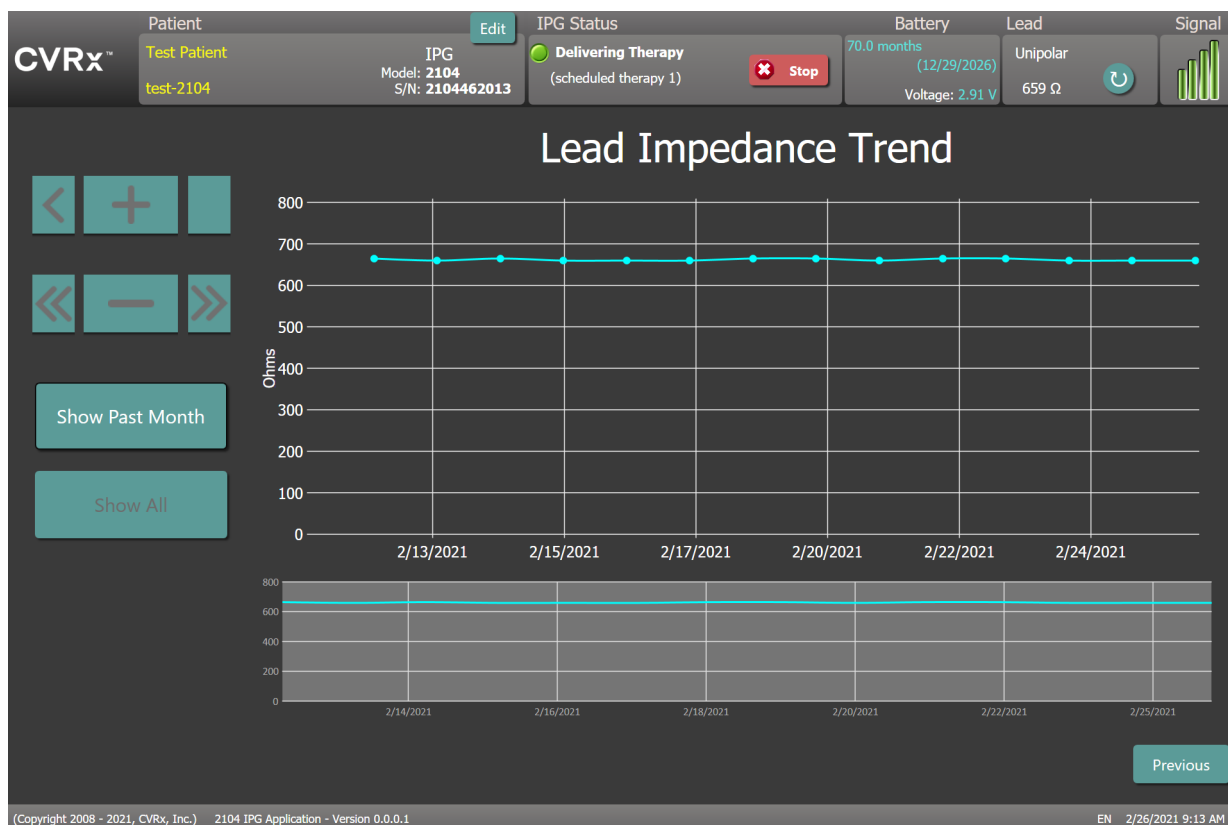 Patient
Edit
IPG Status
Battery
Lead
Signal
CVRx™
Test Patient
test-2104
IPG
Model: 2104
S/N: 2104462013
Delivering Therapy
(scheduled therapy 1)
Stop
70.0 months
(12/29/2026)
Voltage: 2.91 V
Unipolar
659 Ω
Lead Impedance Trend
Show Past Month
Show All
Ohms
800
700
600
500
400
300
200
100
0
2/13/2021 2/15/2021 2/17/2021 2/20/2021 2/22/2021 2/24/2021
800
600
400
200
0
2/14/2021 2/16/2021 2/18/2021 2/20/2021 2/22/2021 2/25/2021
Previous
(Copyright 2008 - 2021, CVRx, Inc.) 2104 IPG Application - Version 0.0.0.1
EN 2/26/2021 9:13 AM